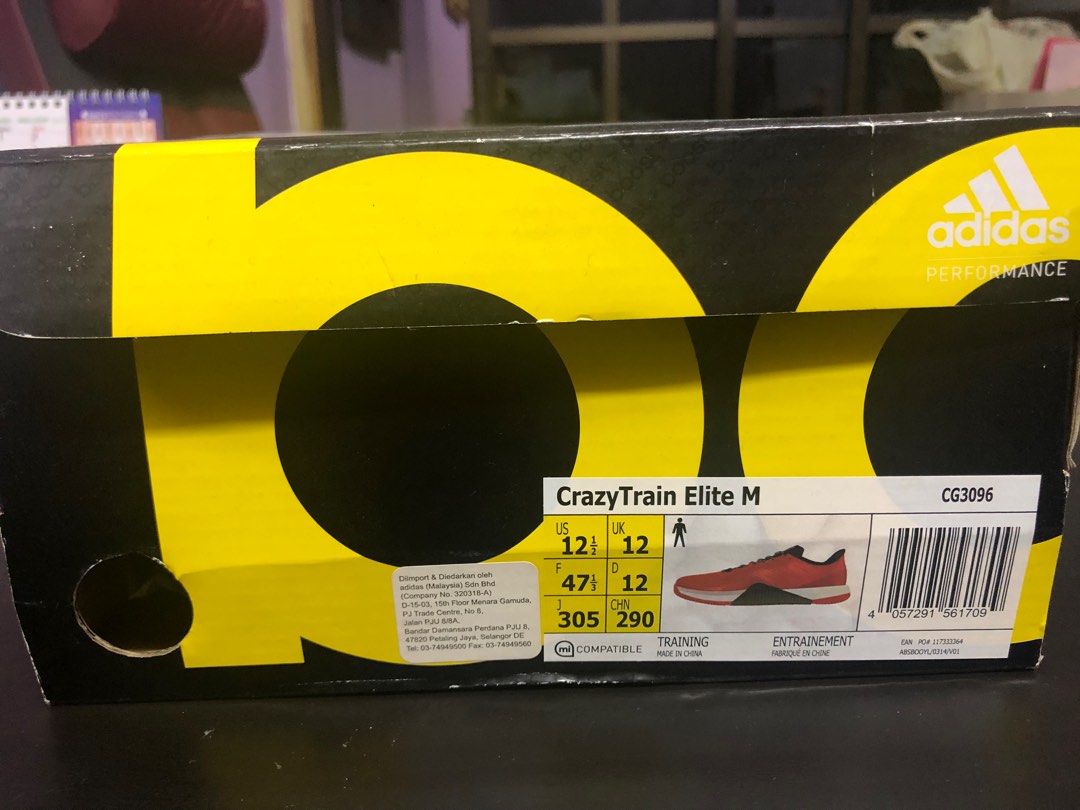 adidas
PERFORMANCE
CrazyTrain Elite M
CG3096
US
12½
UK
12
F
47⅓
D
12
J
305
CHN
290
4 057291 561709
mi COMPATIBLE
TRAINING
MADE IN CHINA
ENTRAINEMENT
FABRIQUÉ EN CHINE
EAN PO# 117333364
ABSBOOYL/0314/V01
Diimport & Diedarkan oleh
adidas (Malaysia) Sdn Bhd
(Company No. 320318-A)
D-15-03, 15th Floor Menara Gamuda,
PJ Trade Centre, No 8,
Jalan PJU 8/8A,
Bandar Damansara Perdana PJU 8,
47820 Petaling Jaya, Selangor DE
Tel: 03-74949500 Fax: 03-74949560